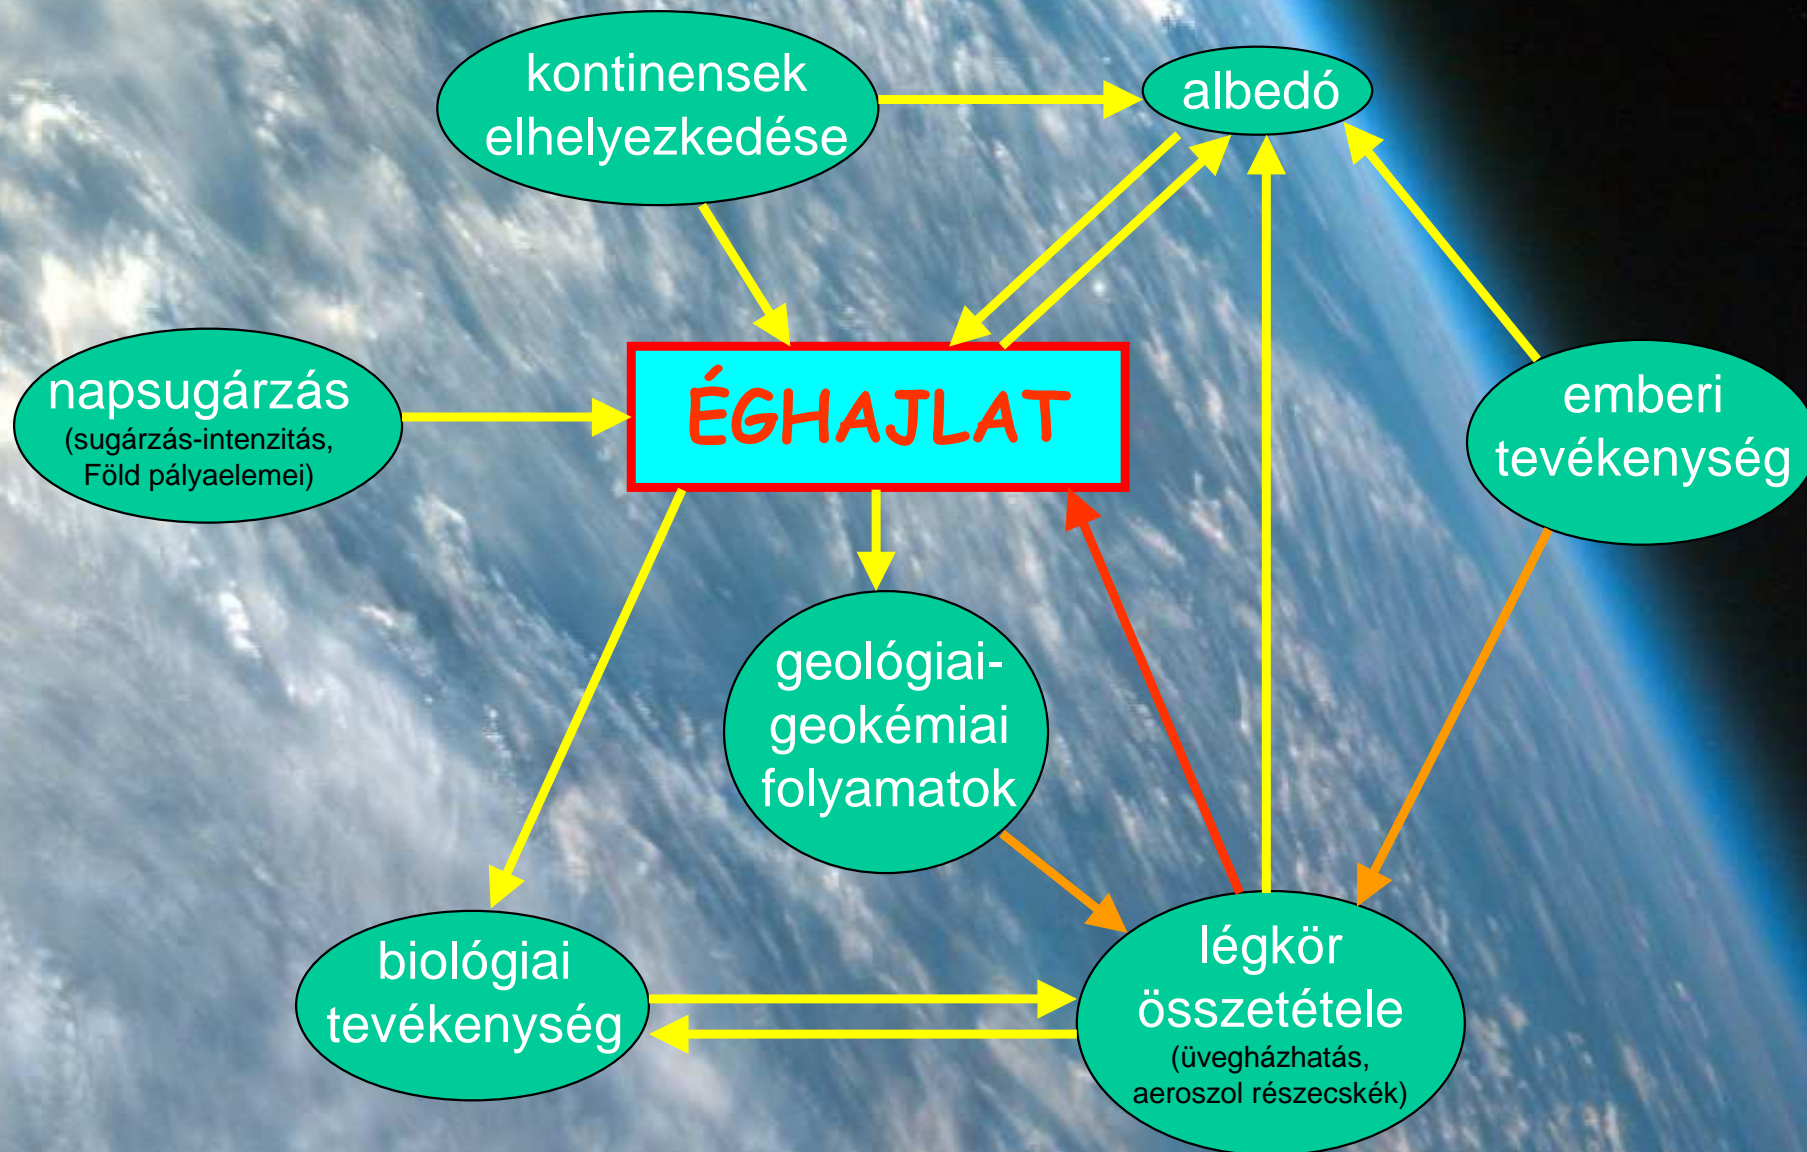 kontinensek
elhelyezkedése
albedó
napsugárzás
(sugárzás-intenzitás,
Föld pályaelemei)
ÉGHAJLAT
emberi
tevékenység
geológiai-
geokémiai
folyamatok
biológiai
tevékenység
légkör
összetétele
(üvegházhatás,
aeroszol részecskék)